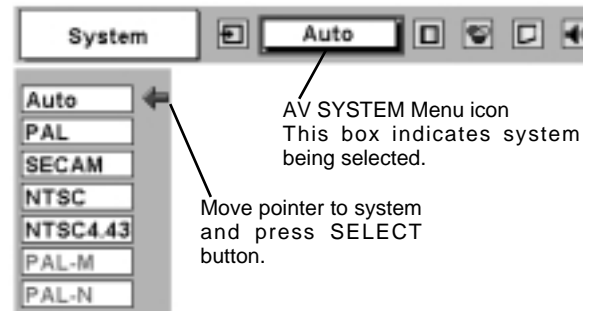 System
Auto
Auto
PAL
SECAM
NTSC
NTSC4.43
PAL-M
PAL-N
AV SYSTEM Menu icon
This box indicates system
being selected.
Move pointer to system
and press SELECT
button.